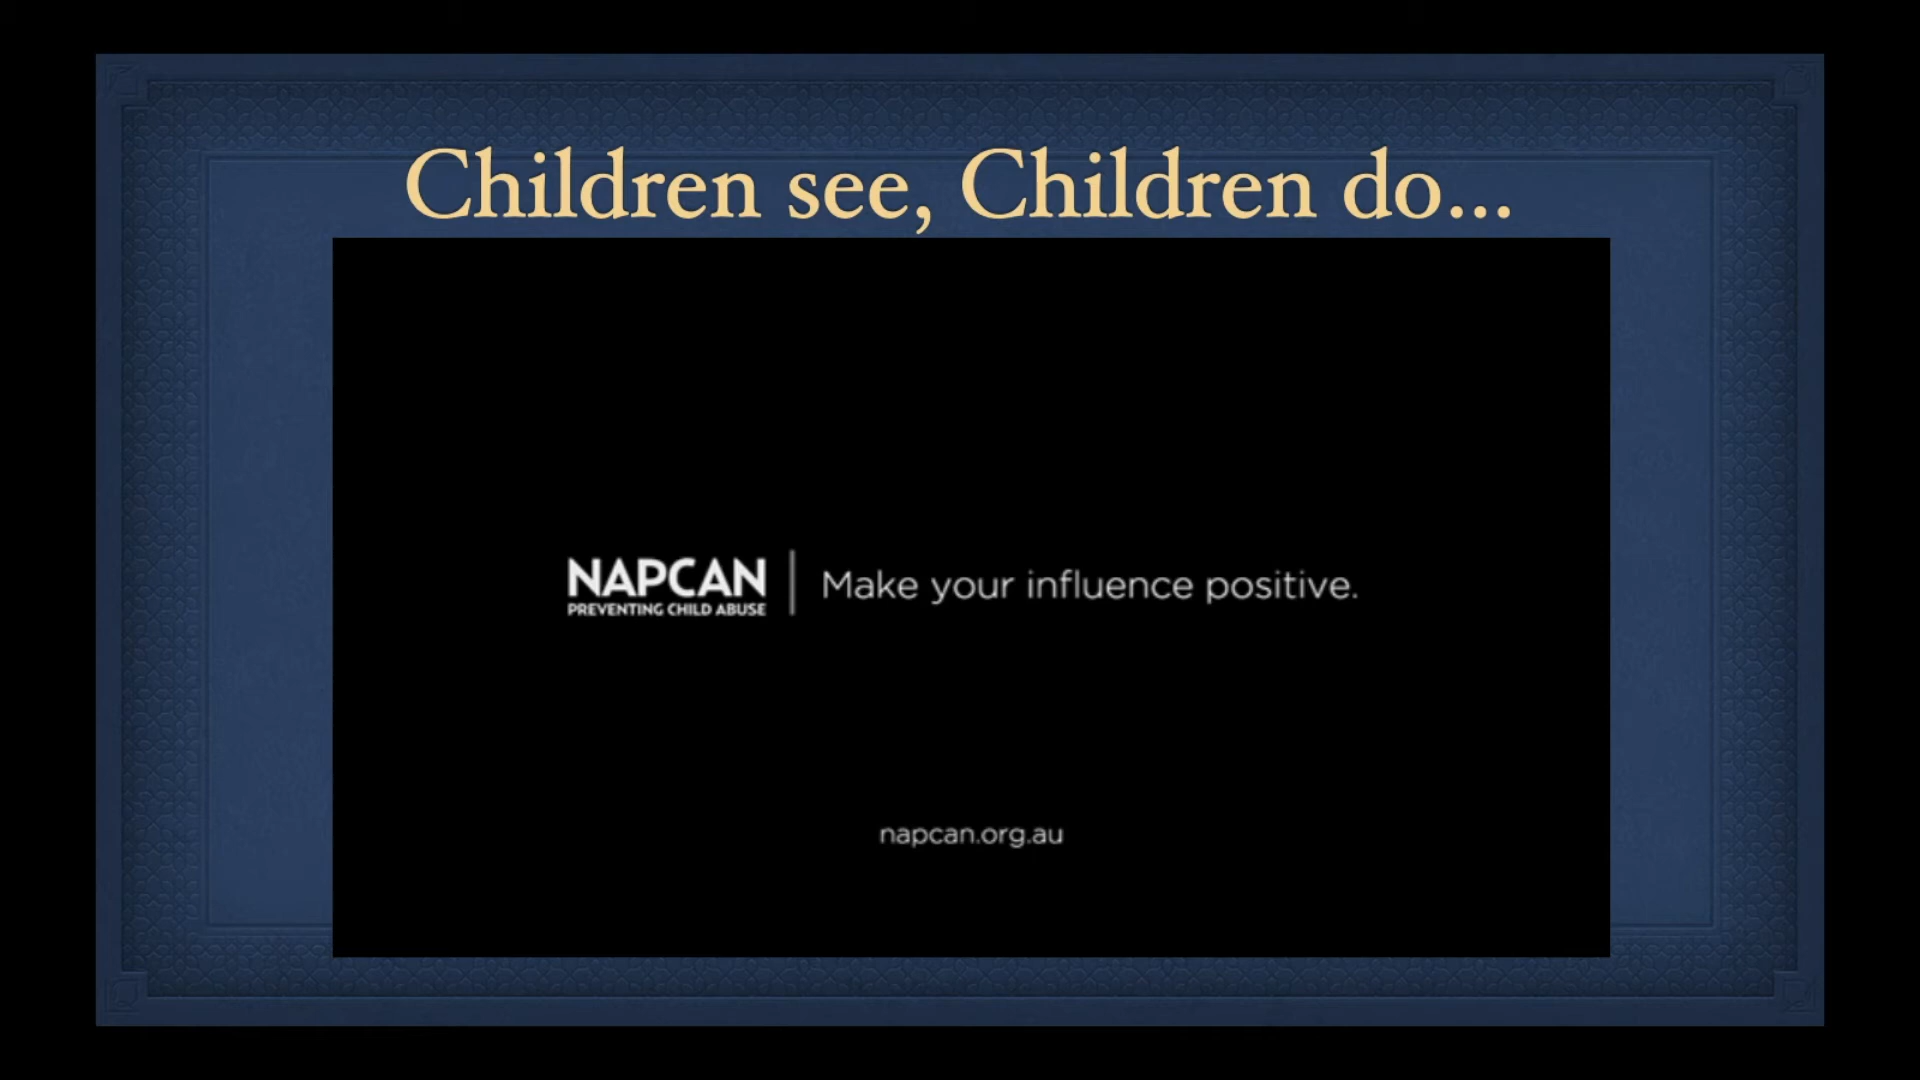 Children see, Children do...
NAPCAN
PREVENTING CHILD ABUSE
Make your influence positive.
napcan.org.au